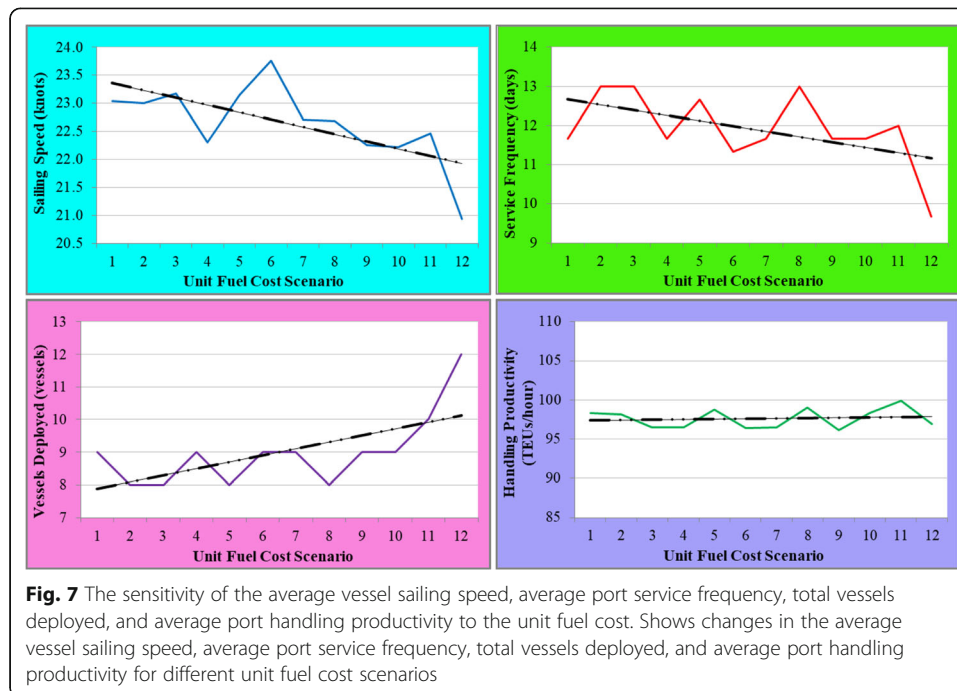 Sailing Speed (knots)
24.0
23.5
23.0
22.5
22.0
21.5
21.0
20.5
1 2 3 4 5 6 7 8 9 10 11 12
Unit Fuel Cost Scenario
Service Frequency (days)
14
13
12
11
10
9
1 2 3 4 5 6 7 8 9 10 11 12
Unit Fuel Cost Scenario
Vessels Deployed (vessels)
13
12
11
10
9
8
7
1 2 3 4 5 6 7 8 9 10 11 12
Unit Fuel Cost Scenario
Handling Productivity
(TEUs/hour)
110
105
100
95
90
85
1 2 3 4 5 6 7 8 9 10 11 12
Unit Fuel Cost Scenario
Fig. 7 The sensitivity of the average vessel sailing speed, average port service frequency, total vessels
deployed, and average port handling productivity to the unit fuel cost. Shows changes in the average
vessel sailing speed, average port service frequency, total vessels deployed, and average port handling
productivity for different unit fuel cost scenarios